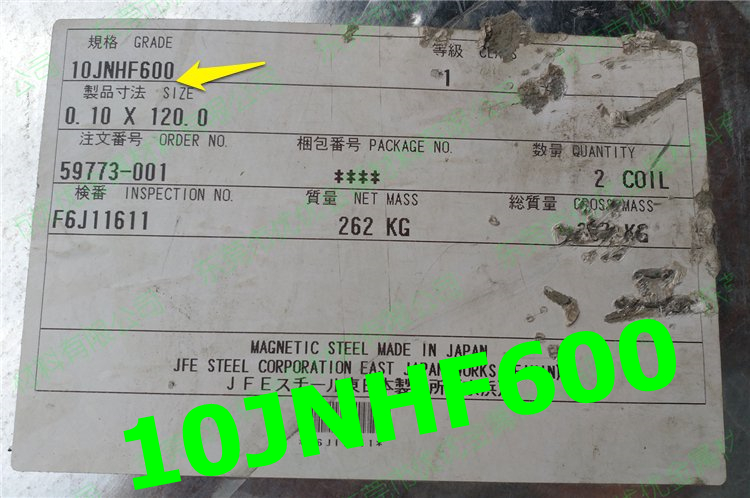 規格 GRADE
等級
10JNHF600
1
製品寸法 SIZE
0.10 X 120.0
注文番号 ORDER NO.
梱包番号 PACKAGE NO.
数量 QUANTITY
59773-001
****
2 COIL
検番 INSPECTION NO.
質量 NET MASS
総質量 GROSS MASS
F6J11611
262 KG
KG
MAGNETIC STEEL MADE IN JAPAN
JFE STEEL CORPORATION EAST JAPAN WORKS
JFEスチール東日本製
10JNHF600